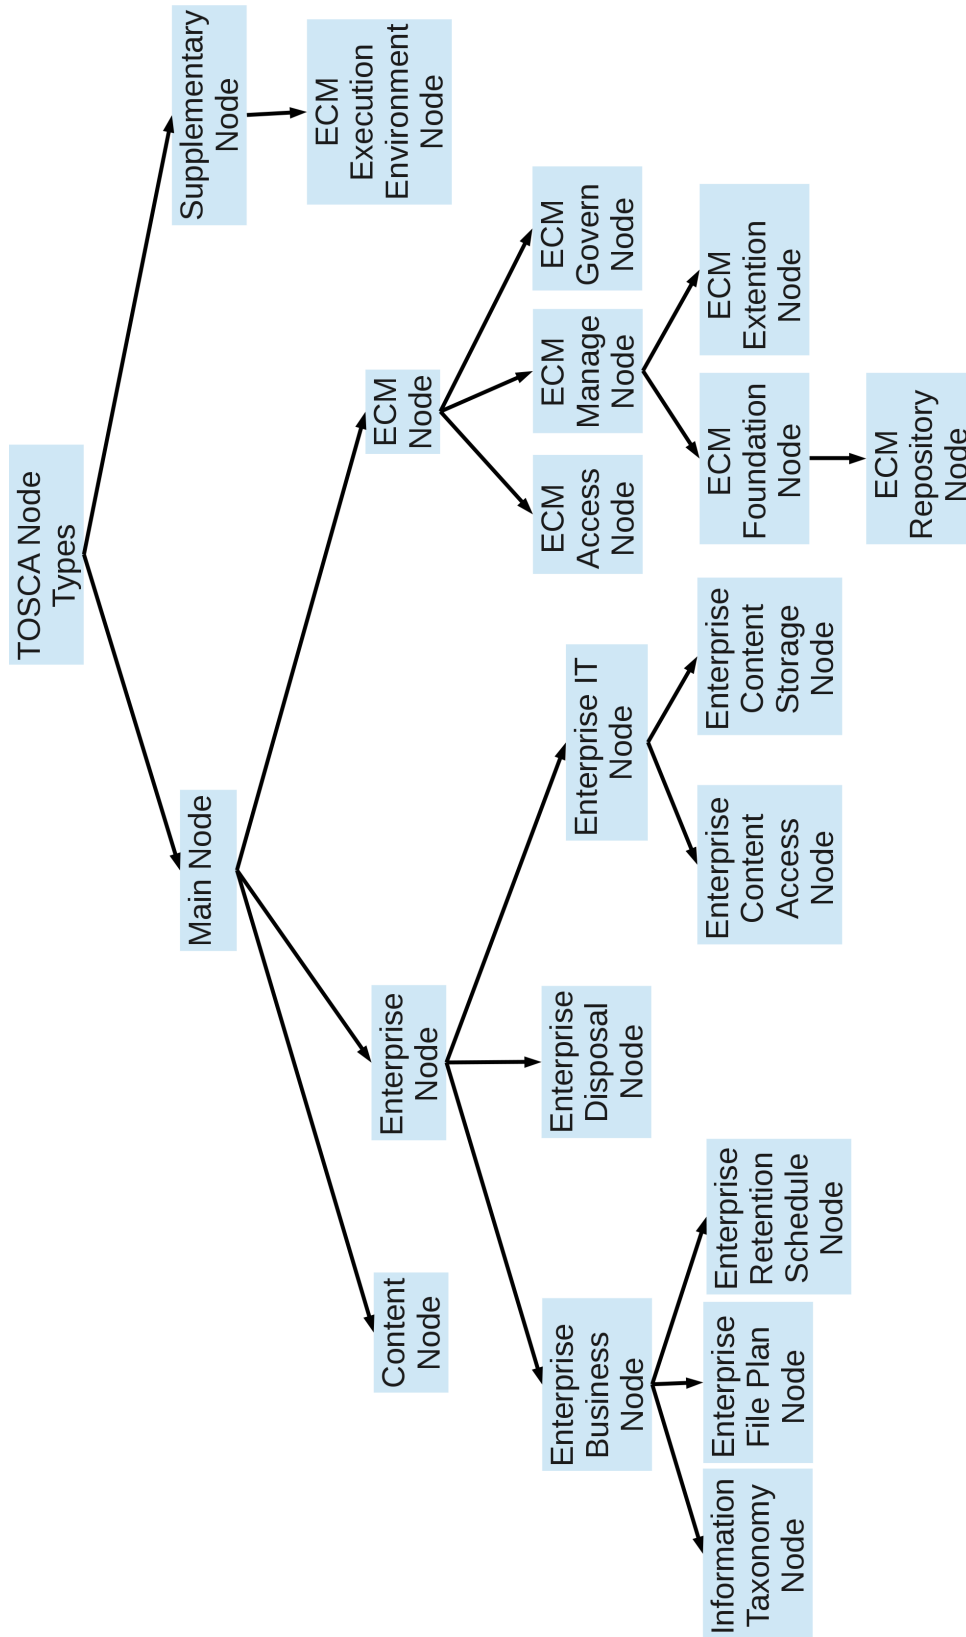 TOSCA Node
Types
Main Node
Supplementary
Node
Content
Node
Enterprise
Node
ECM
Node
ECM
Execution
Environment
Node
Enterprise
Business
Node
Enterprise
Disposal
Node
Enterprise IT
Node
ECM
Access
Node
ECM
Manage
Node
ECM
Govern
Node
Information
Taxonomy
Node
Enterprise
File Plan
Node
Enterprise
Retention
Schedule
Node
Enterprise
Content
Access
Node
Enterprise
Content
Storage
Node
ECM
Foundation
Node
ECM
Extention
Node
ECM
Repository
Node